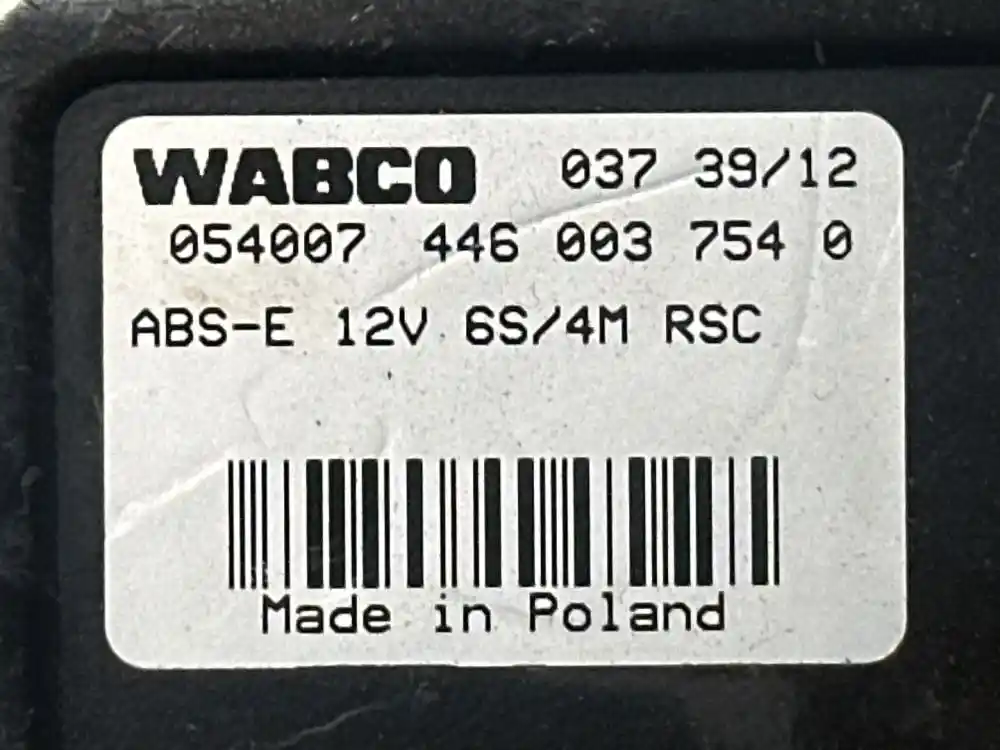 WABCO 037 39/12
054007 446 003 754 0
ABS-E 12V 6S/4M RSC
Made in Poland